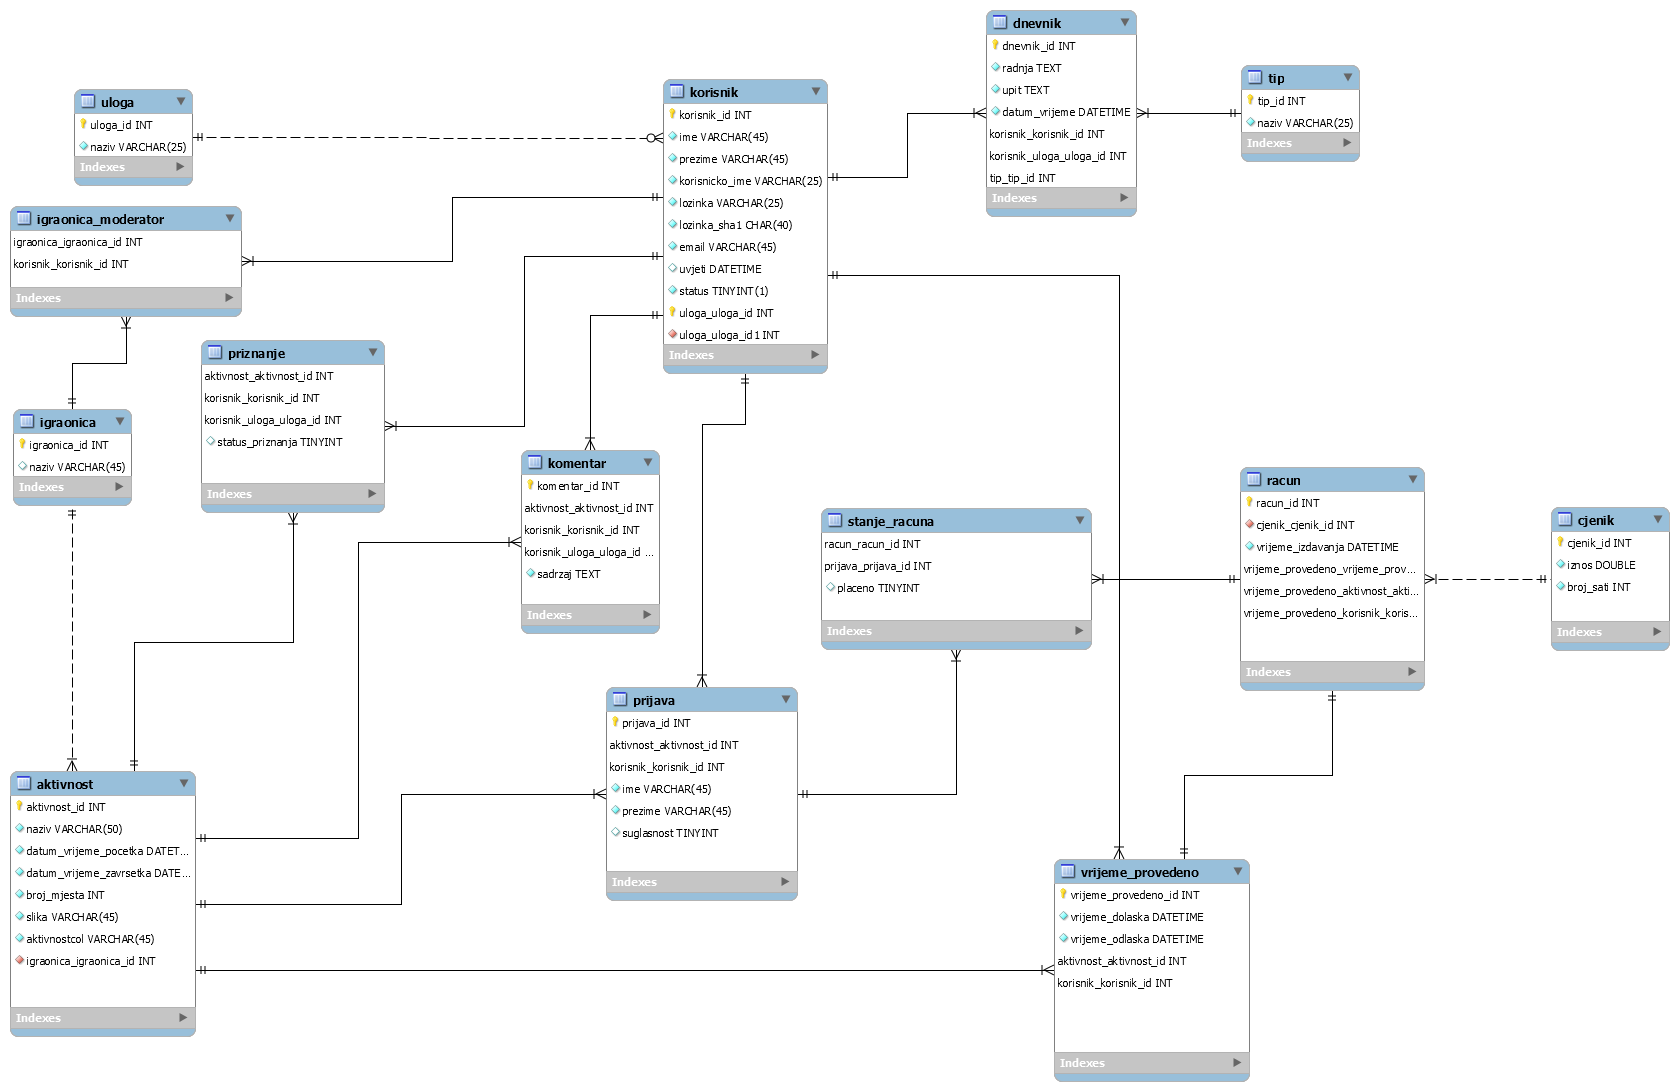 uloga
uloga_id INT
naziv VARCHAR(25)
Indexes
igraonica_moderator
igraonica_igraonica_id INT
korisnik_korisnik_id INT
Indexes
igraonica
igraonica_id INT
naziv VARCHAR(45)
Indexes
priznanje
aktivnost_aktivnost_id INT
korisnik_korisnik_id INT
korisnik_uloga_uloga_id INT
status_priznanja TINYINT
Indexes
korisnik
korisnik_id INT
ime VARCHAR(45)
prezime VARCHAR(45)
korisnicko_ime VARCHAR(25)
lozinka VARCHAR(25)
lozinka_sha1 CHAR(40)
email VARCHAR(45)
uvjeti DATETIME
status TINYINT(1)
uloga_uloga_id INT
uloga_uloga_id1 INT
Indexes
dnevnik
dnevnik_id INT
radnja TEXT
upit TEXT
datum_vrijeme DATETIME
korisnik_korisnik_id INT
korisnik_uloga_uloga_id INT
tip_tip_id INT
Indexes
tip
tip_id INT
naziv VARCHAR(25)
Indexes
komentar
komentar_id INT
aktivnost_aktivnost_id INT
korisnik_korisnik_id INT
korisnik_uloga_uloga_id ...
sadrzaj TEXT
Indexes
stanje_racuna
racun_racun_id INT
prijava_prijava_id INT
placeno TINYINT
Indexes
racun
racun_id INT
cjenik_cjenik_id INT
vrijeme_izdavanja DATETIME
vrijeme_provedeno_vrijeme_prov...
vrijeme_provedeno_aktivnost_akti...
vrijeme_provedeno_korisnik_koris...
Indexes
cjenik
cjenik_id INT
iznos DOUBLE
broj_sati INT
Indexes
aktivnost
aktivnost_id INT
naziv VARCHAR(50)
datum_vrijeme_pocetka DATET...
datum_vrijeme_zavrsetka DATE...
broj_mjesta INT
slika VARCHAR(45)
aktivnostcol VARCHAR(45)
igraonica_igraonica_id INT
Indexes
prijava
prijava_id INT
aktivnost_aktivnost_id INT
korisnik_korisnik_id INT
ime VARCHAR(45)
prezime VARCHAR(45)
suglasnost TINYINT
Indexes
vrijeme_provedeno
vrijeme_provedeno_id INT
vrijeme_dolaska DATETIME
vrijeme_odlaska DATETIME
aktivnost_aktivnost_id INT
korisnik_korisnik_id INT
Indexes